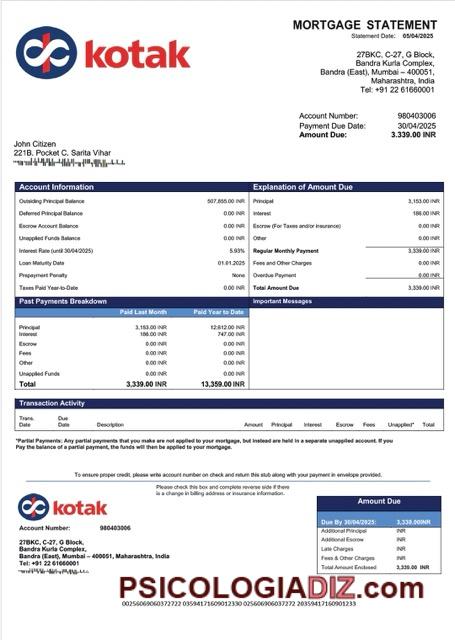 kotak
MORTGAGE STATEMENT
Statement Date: 05/04/2025
27BKC, C-27, G Block,
Bandra Kurla Complex,
Bandra (East), Mumbai – 400051,
Maharashtra, India
Tel: +91 22 61660001
Account Number: 980403006
Payment Due Date: 30/04/2025
Amount Due: 3.339.00 INR
John Citizen
221B. Pocket C. Sarita Vihar
Account Information
Outsiding Principal Balance 507,855.00 INR
Deferred Principal Balance 0.00 INR
Escrow Account Balance 0.00 INR
Unapplied Funds Balance 0.00 INR
Interest Rate (until 30/04/2025) 5.93%
Loan Maturity Date 01.01.2025
Prepayment Penalty None
Taxes Paid Year-to-Date 0.00 INR
Explanation of Amount Due
Principal 3,153.00 INR
Interest 186.00 INR
Escrow (For Taxes and/or insurance) 0.00 INR
Other 0.00 INR
Regular Monthly Payment 3,339.00 INR
Fees and Other Charges 0.00 INR
Overdue Payment 0.00 INR
Total Amount Due 3,339.00 INR
Past Payments Breakdown
Paid Last Month Paid Year to Date
Principal 3,153.00 INR 12,612.00 INR
Interest 186.00 INR 747.00 INR
Escrow 0.00 INR 0.00 INR
Fees 0.00 INR 0.00 INR
Other 0.00 INR 0.00 INR
Unapplied Funds 0.00 INR 0.00 INR
Total 3,339.00 INR 13,359.00 INR
Important Messages
Transaction Activity
Trans. Date Due Date Description Amount Principal Interest Escrow Fees Unapplied* Total
*Partial Payments: Any partial payments that you make are not applied to your mortgage, but instead are held in a separate unapplied account. If you
Pay the balance of a partial payment, the funds will then be applied to your mortgage.
To ensure proper credit, please write account number on check and return this stub along with your payment in envelope provided.
Please check this box and complete reverse side if there
is a change in billing address or insurance information.
kotak
Account Number: 980403006
27BKC, C-27, G Block,
Bandra Kurla Complex,
Bandra (East), Mumbai – 400051, Maharashtra, India
Tel: +91 22 61660001
Amount Due
Due By 30/04/2025: 3,339.00INR
Additional Principal INR
Additional Escrow INR
Late Charges INR
Fees & Other Charges INR
Total Amount Enclosed 3,339.00 INR
PSICOLOGIADIZ.com